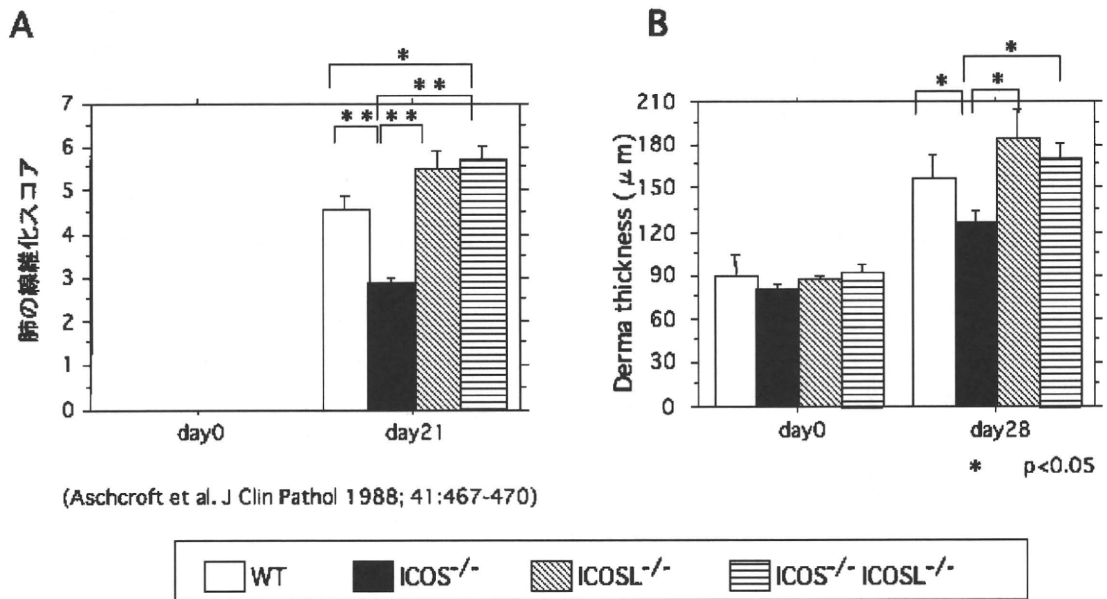 A
肺の線維化スコア
7
6
5
4
3
2
1
0
*
**
** **
day0 day21
(Aschcroft et al. J Clin Pathol 1988; 41:467-470)
B
Derma thickness (μm)
210
180
150
120
90
60
30
0
*
* *
day0 day28
* p<0.05
WT ICOS-/- ICOSL-/- ICOS-/- ICOSL-/-